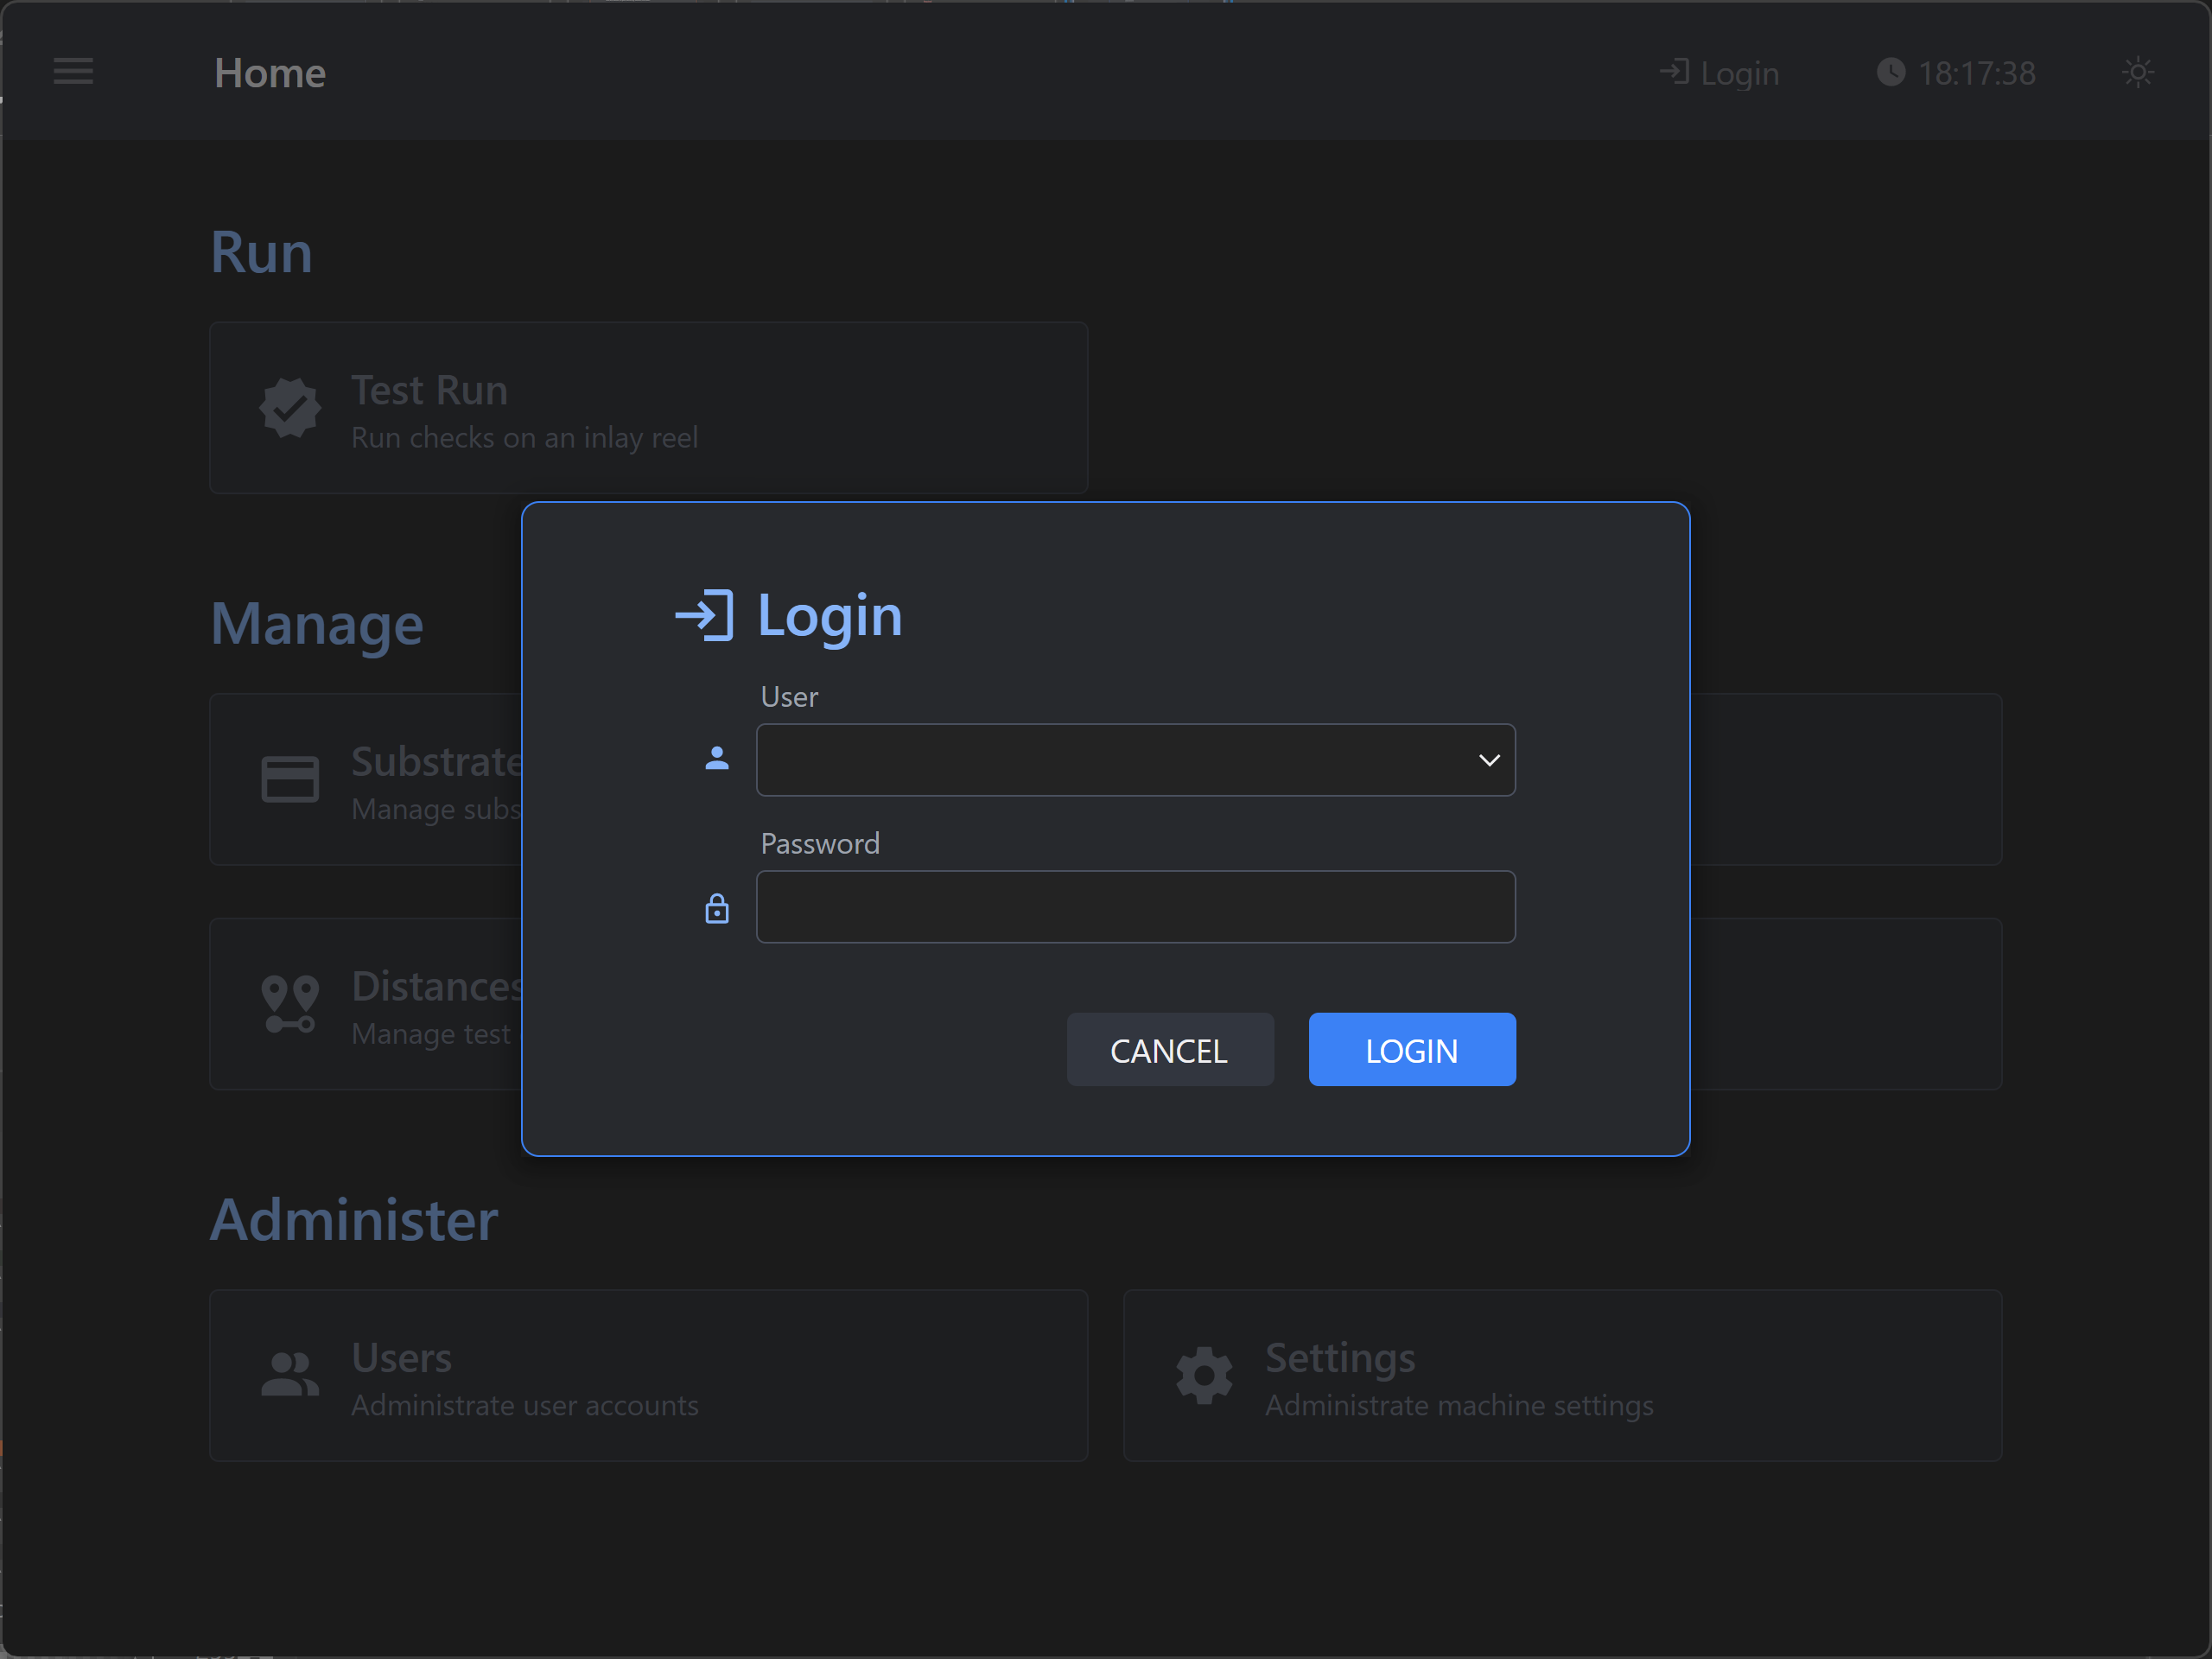 Home
Login
18:17:38
Run
Test Run
Run checks on an inlay reel
Manage
Substrate
Manage subs
Distances
Manage test
Login
User
Password
CANCEL
LOGIN
Administer
Users
Administrate user accounts
Settings
Administrate machine settings